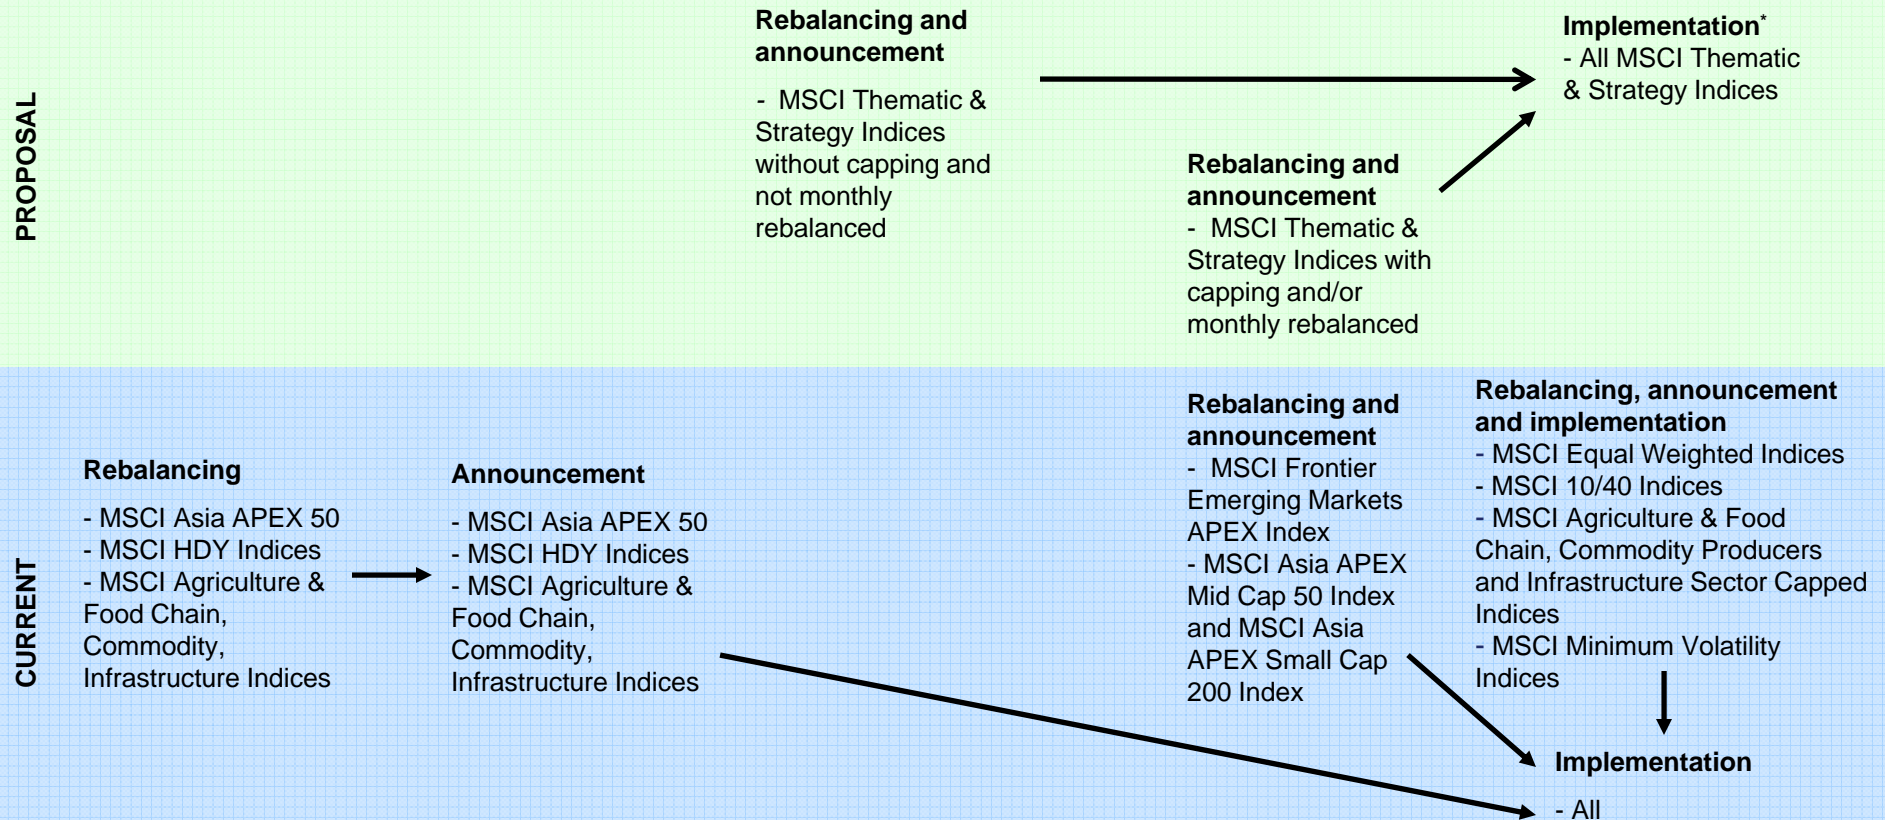 PROPOSAL
Rebalancing and
announcement
- MSCI Thematic &
Strategy Indices
without capping and
not monthly
rebalanced
Rebalancing and
announcement
- MSCI Thematic &
Strategy Indices with
capping and/or
monthly rebalanced
Implementation*
- All MSCI Thematic
& Strategy Indices
CURRENT
Rebalancing
- MSCI Asia APEX 50
- MSCI HDY Indices
- MSCI Agriculture &
Food Chain,
Commodity,
Infrastructure Indices
Announcement
- MSCI Asia APEX 50
- MSCI HDY Indices
- MSCI Agriculture &
Food Chain,
Commodity,
Infrastructure Indices
Rebalancing and
announcement
- MSCI Frontier
Emerging Markets
APEX Index
- MSCI Asia APEX
Mid Cap 50 Index
and MSCI Asia
APEX Small Cap
200 Index
Rebalancing, announcement
and implementation
- MSCI Equal Weighted Indices
- MSCI 10/40 Indices
- MSCI Agriculture & Food
Chain, Commodity Producers
and Infrastructure Sector Capped
Indices
- MSCI Minimum Volatility
Indices
Implementation
- All